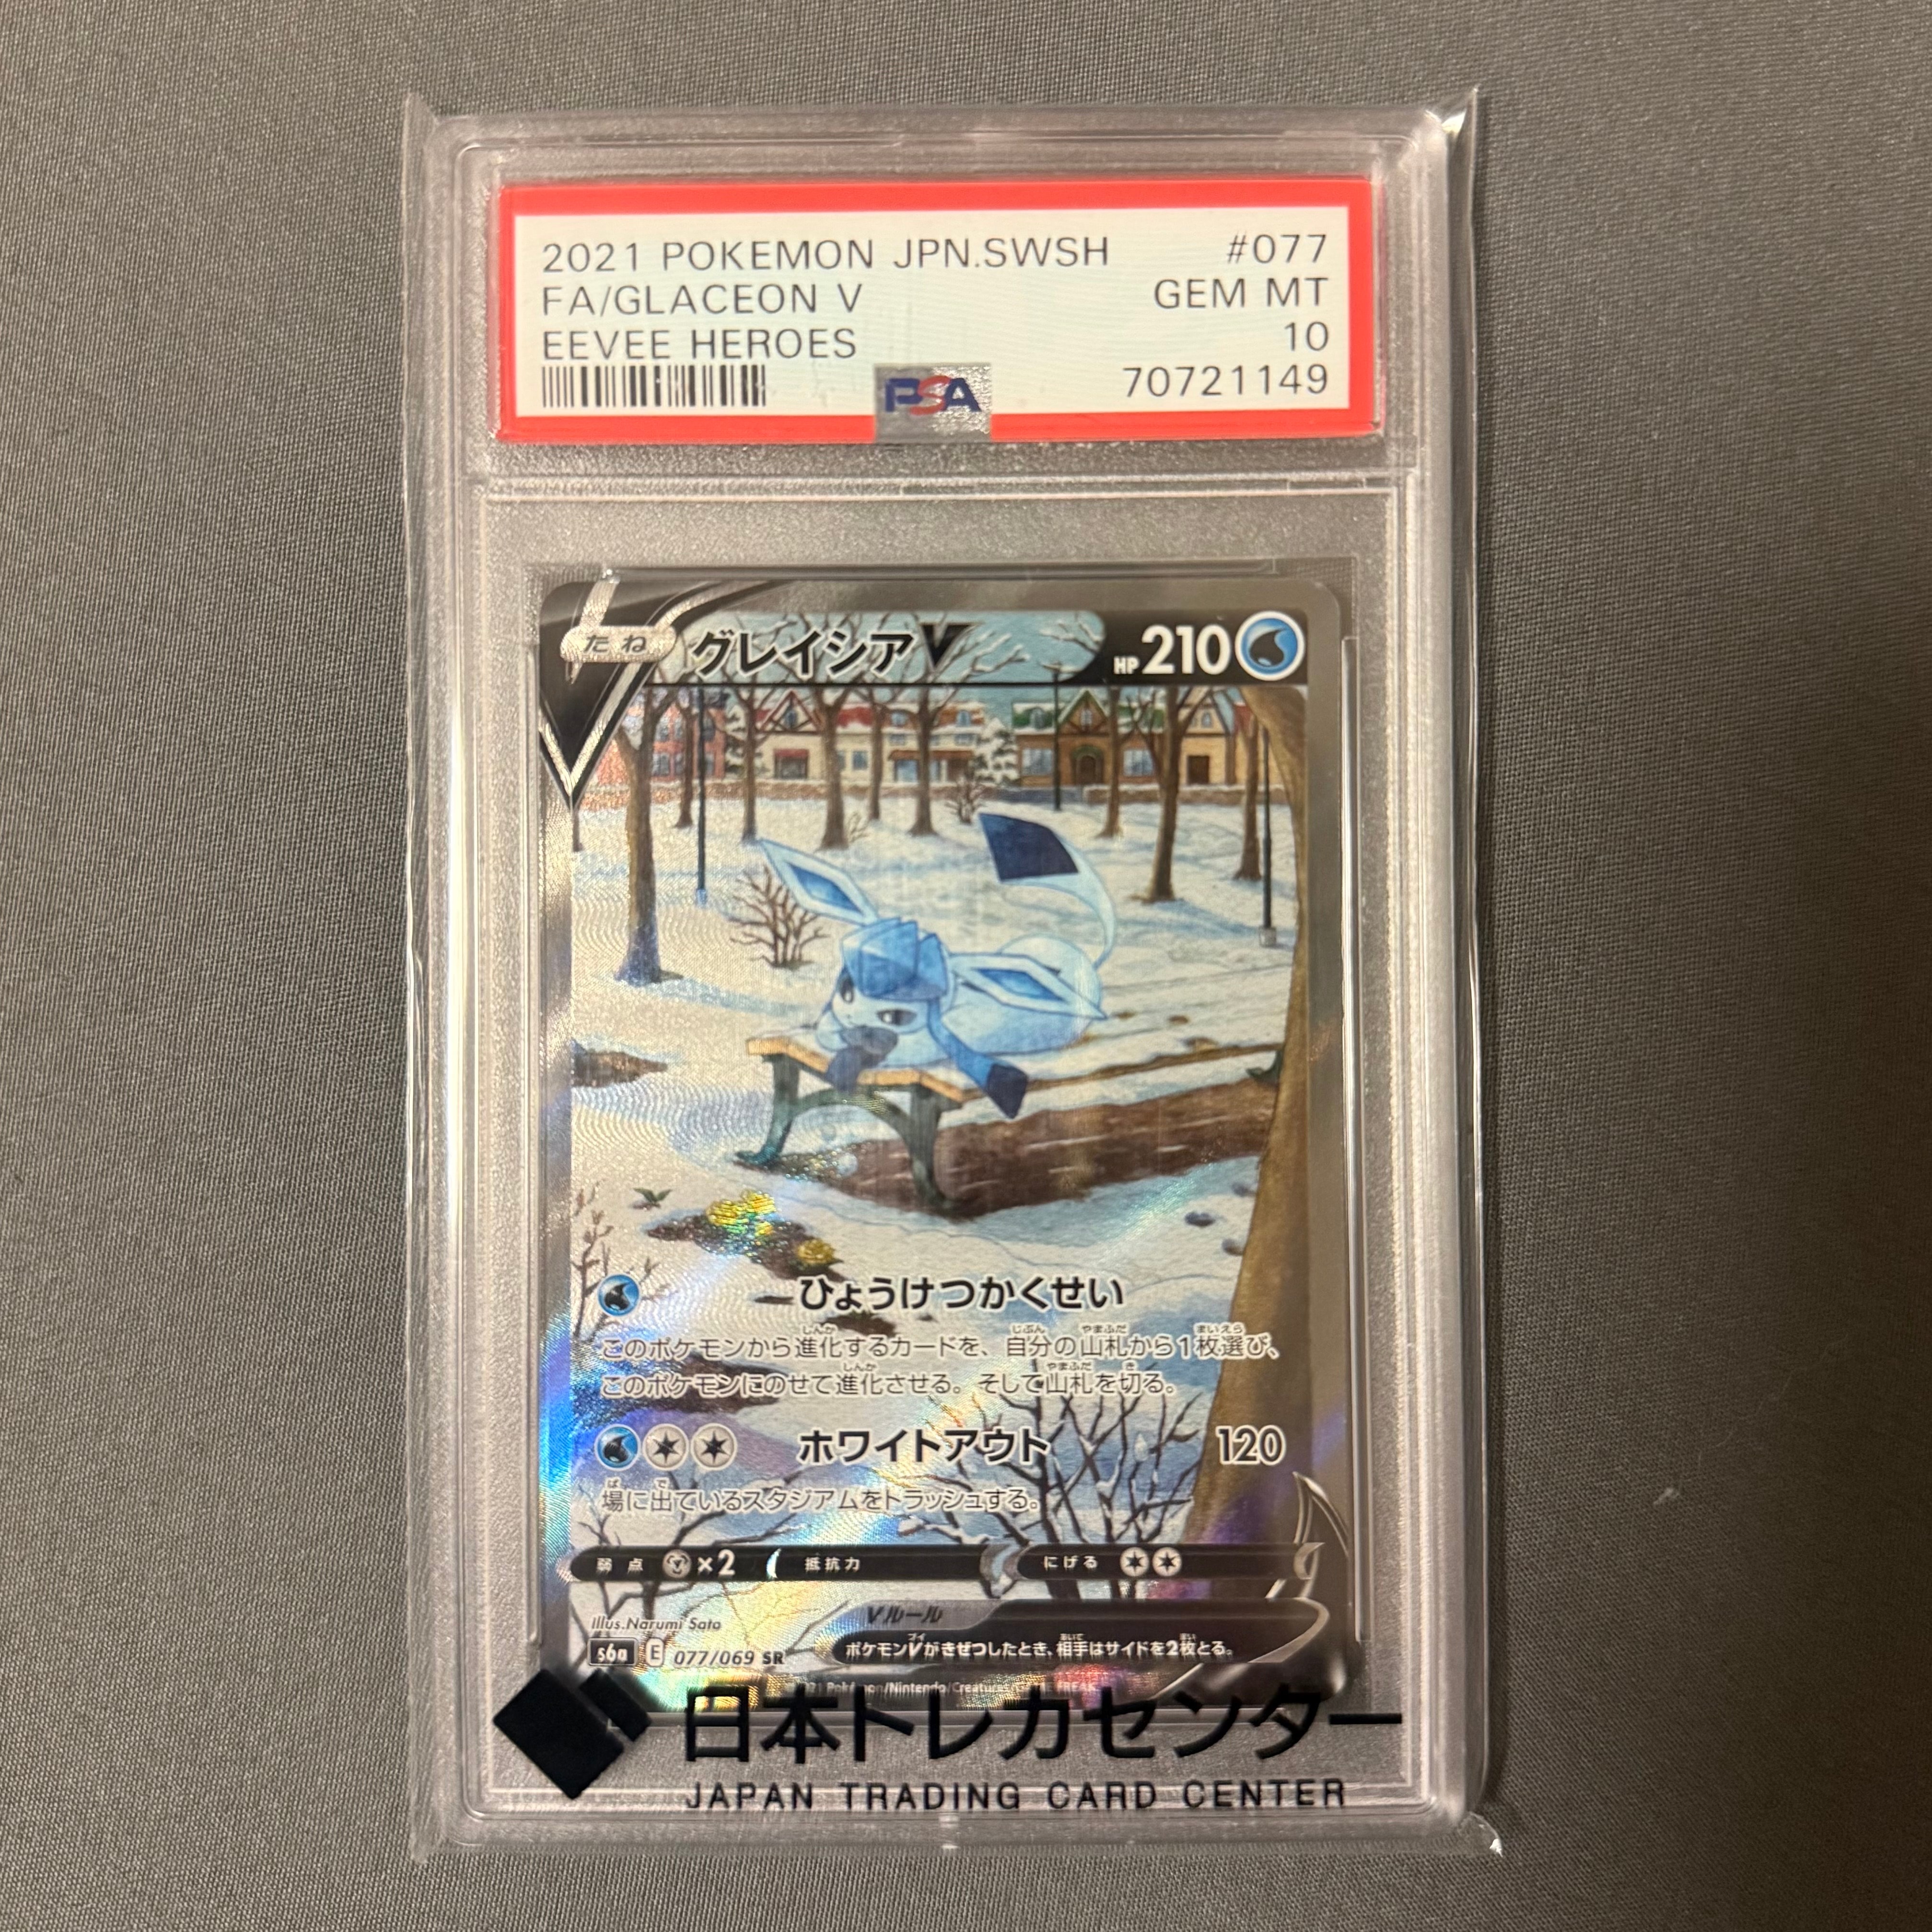 2021 POKEMON JPN.SWSH #077
FA/GLACEON V GEM MT
EEVEE HEROES 10
PSA 70721149
たね グレイシアV HP210
ひょうけつかくせい
このポケモンから進化するカードを、自分の山札から1枚選び、
このポケモンにのせて進化させる。そして山札を切る。
ホワイトアウト 120
場に出ているスタジアムをトラッシュする。
弱点 ×2 抵抗力 にげる
illus.Narumi Sato
Vルール
s6a E 077/069 SR ポケモンVがきぜつしたとき、相手はサイドを2枚とる。
2021 Pokémon/Nintendo/Creatures/GAME FREAK
日本トレカセンター
JAPAN TRADING CARD CENTER